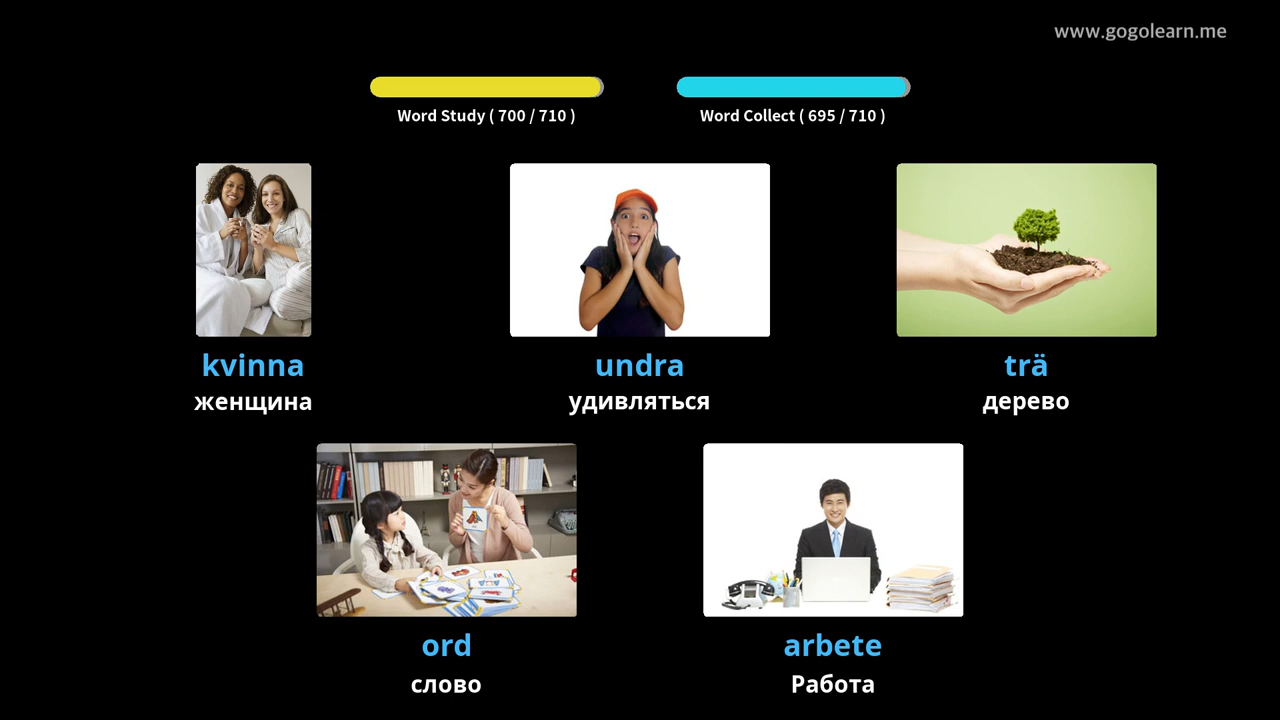 www.gogolearn.me
Word Study ( 700 / 710 )
Word Collect ( 695 / 710 )
kvinna
женщина
undra
удивляться
trä
дерево
ord
слово
arbete
Работа